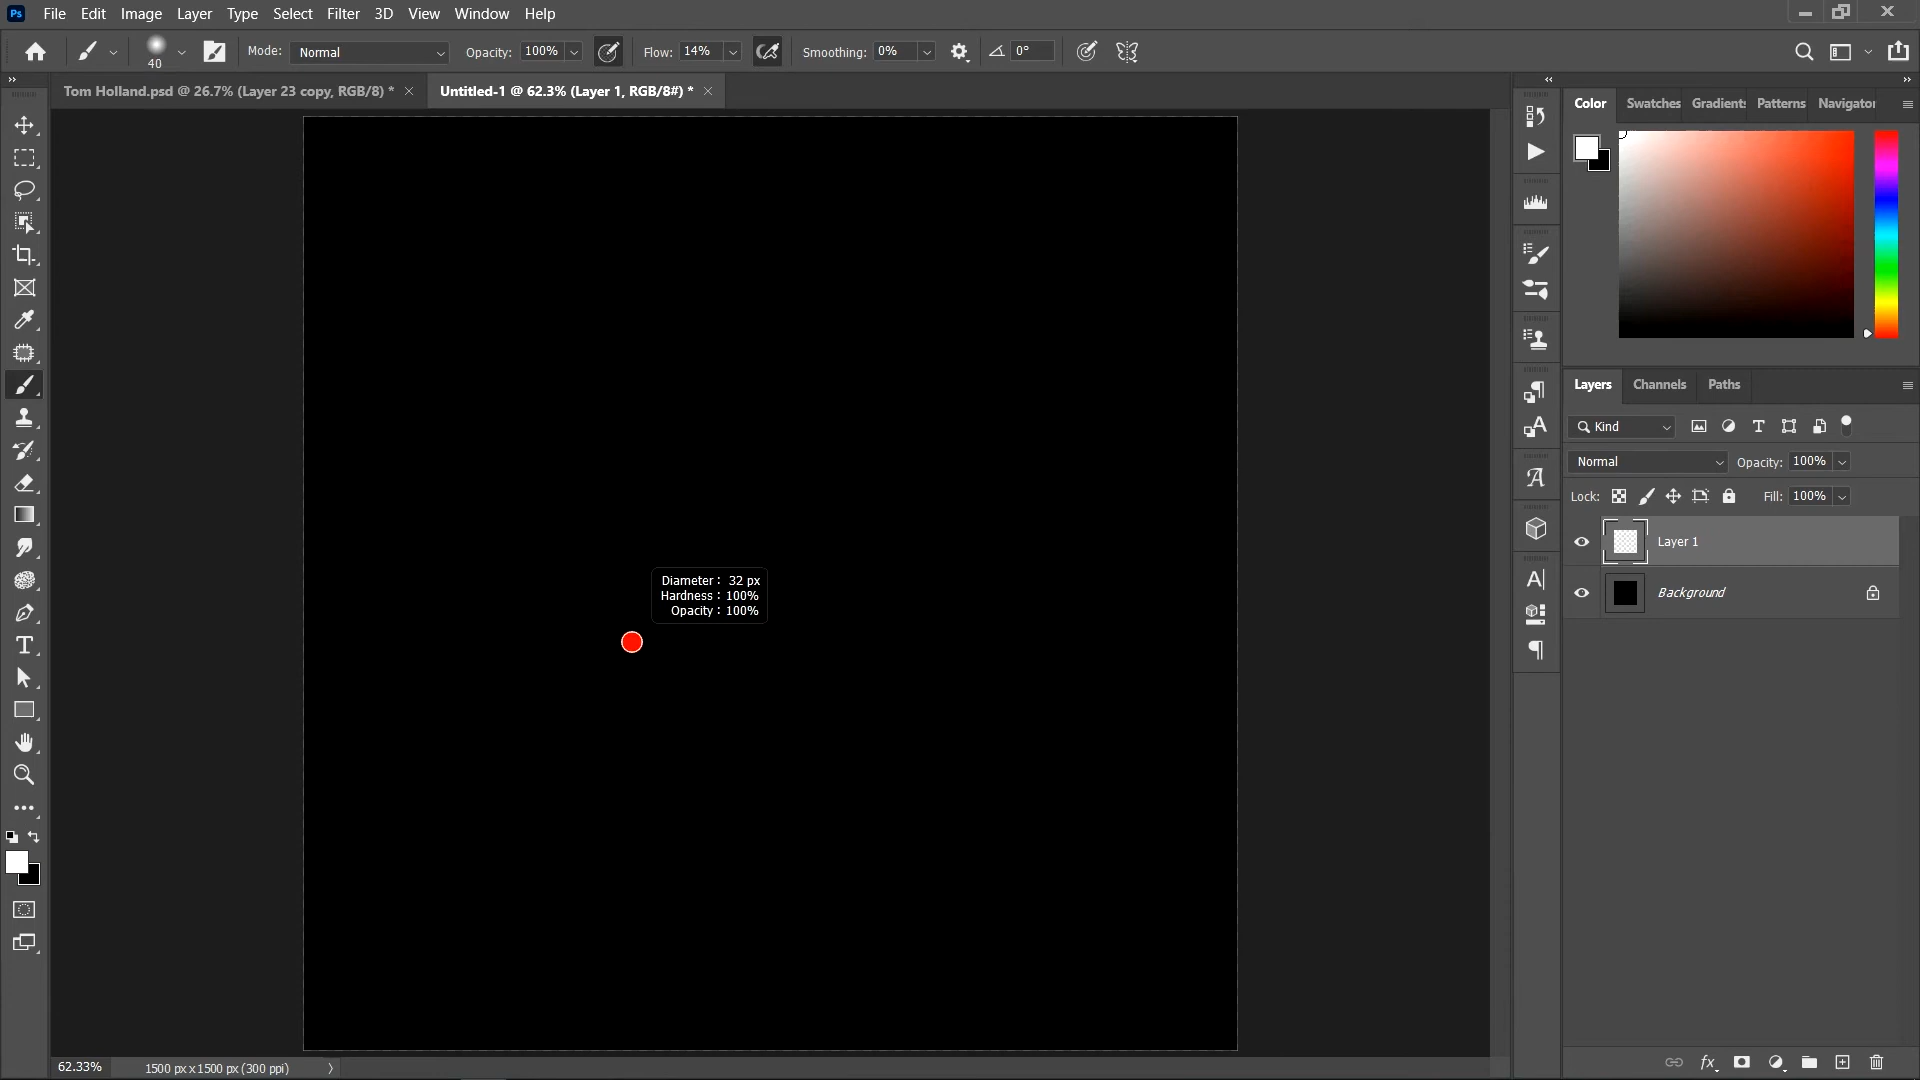 Ps File Edit Image Layer Type Select Filter 3D View Window Help
40 Mode: Normal Opacity: 100% Flow: 14% Smoothing: 0% 0°
Tom Holland.psd @ 26.7% (Layer 23 copy, RGB/8) * Untitled-1 @ 62.3% (Layer 1, RGB/8#) *
Color Swatches Gradients Patterns Navigator
Layers Channels Paths
Kind
Normal Opacity: 100%
Lock: Fill: 100%
Layer 1
Background
Diameter: 32 px
Hardness: 100%
Opacity: 100%
62.33% 1500 px x 1500 px (300 ppi)